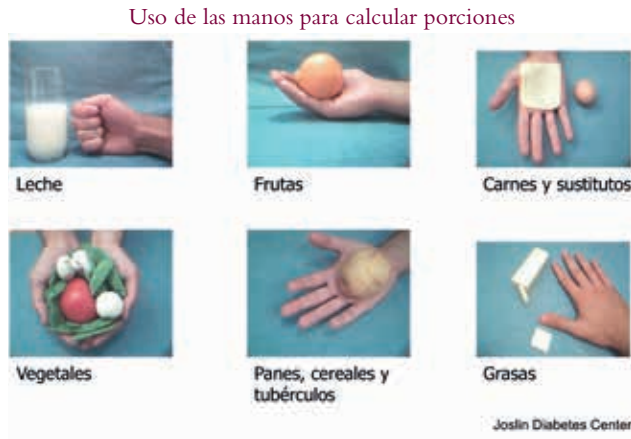 Uso de las manos para calcular porciones
Leche
Frutas
Carnes y sustitutos
Vegetales
Panes, cereales y
tubérculos
Grasas
Joslin Diabetes Center